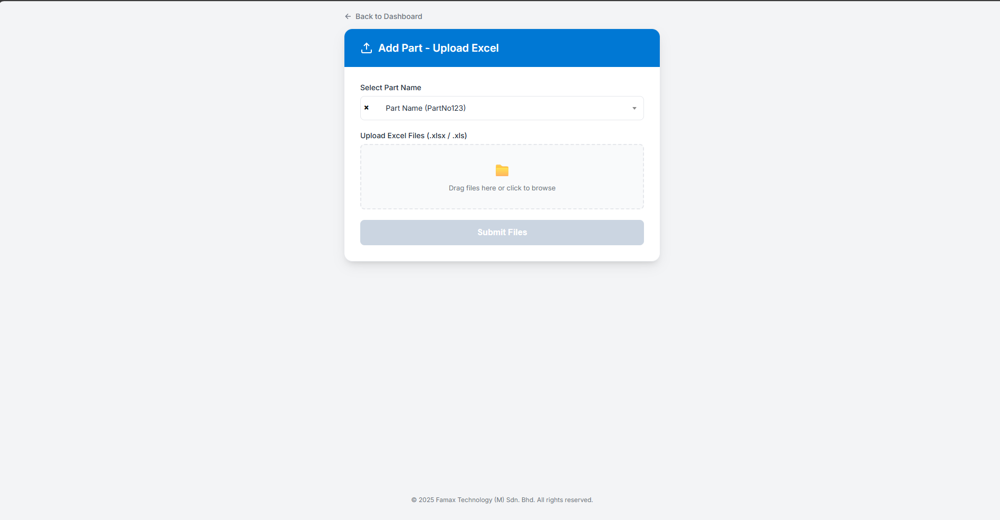 Back to Dashboard
Add Part - Upload Excel
Select Part Name
× Part Name (PartNo123)
Upload Excel Files (.xlsx / .xls)
Drag files here or click to browse
Submit Files
© 2025 Famax Technology (M) Sdn. Bhd. All rights reserved.